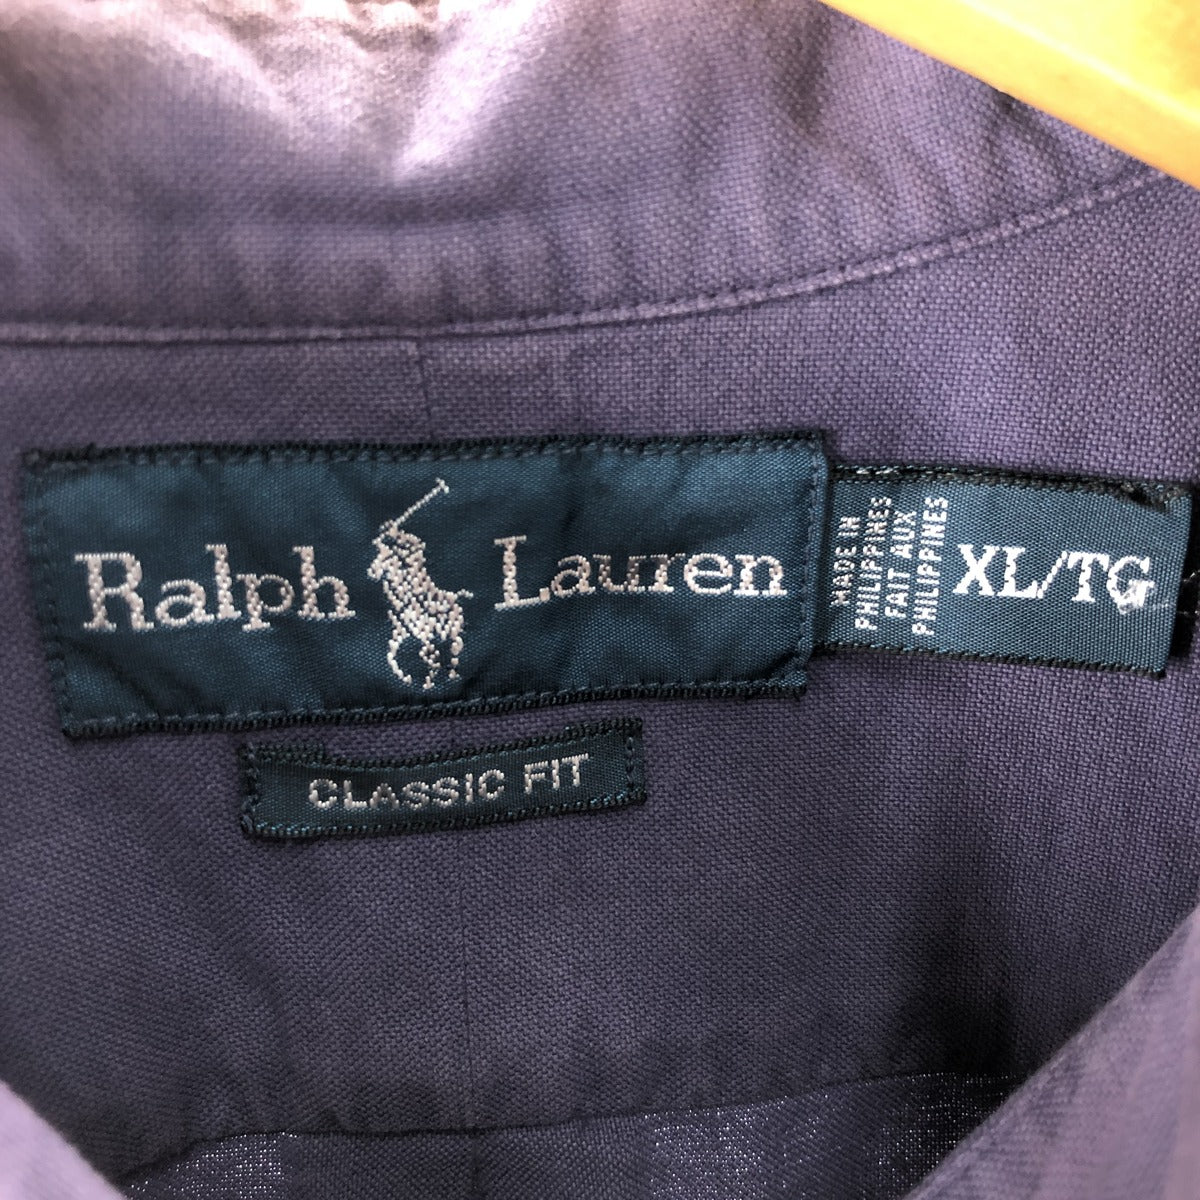 Ralph Lauren
MADE IN
PHILIPPINES
FAIT AUX
PHILIPPINES
XL/TG
CLASSIC FIT